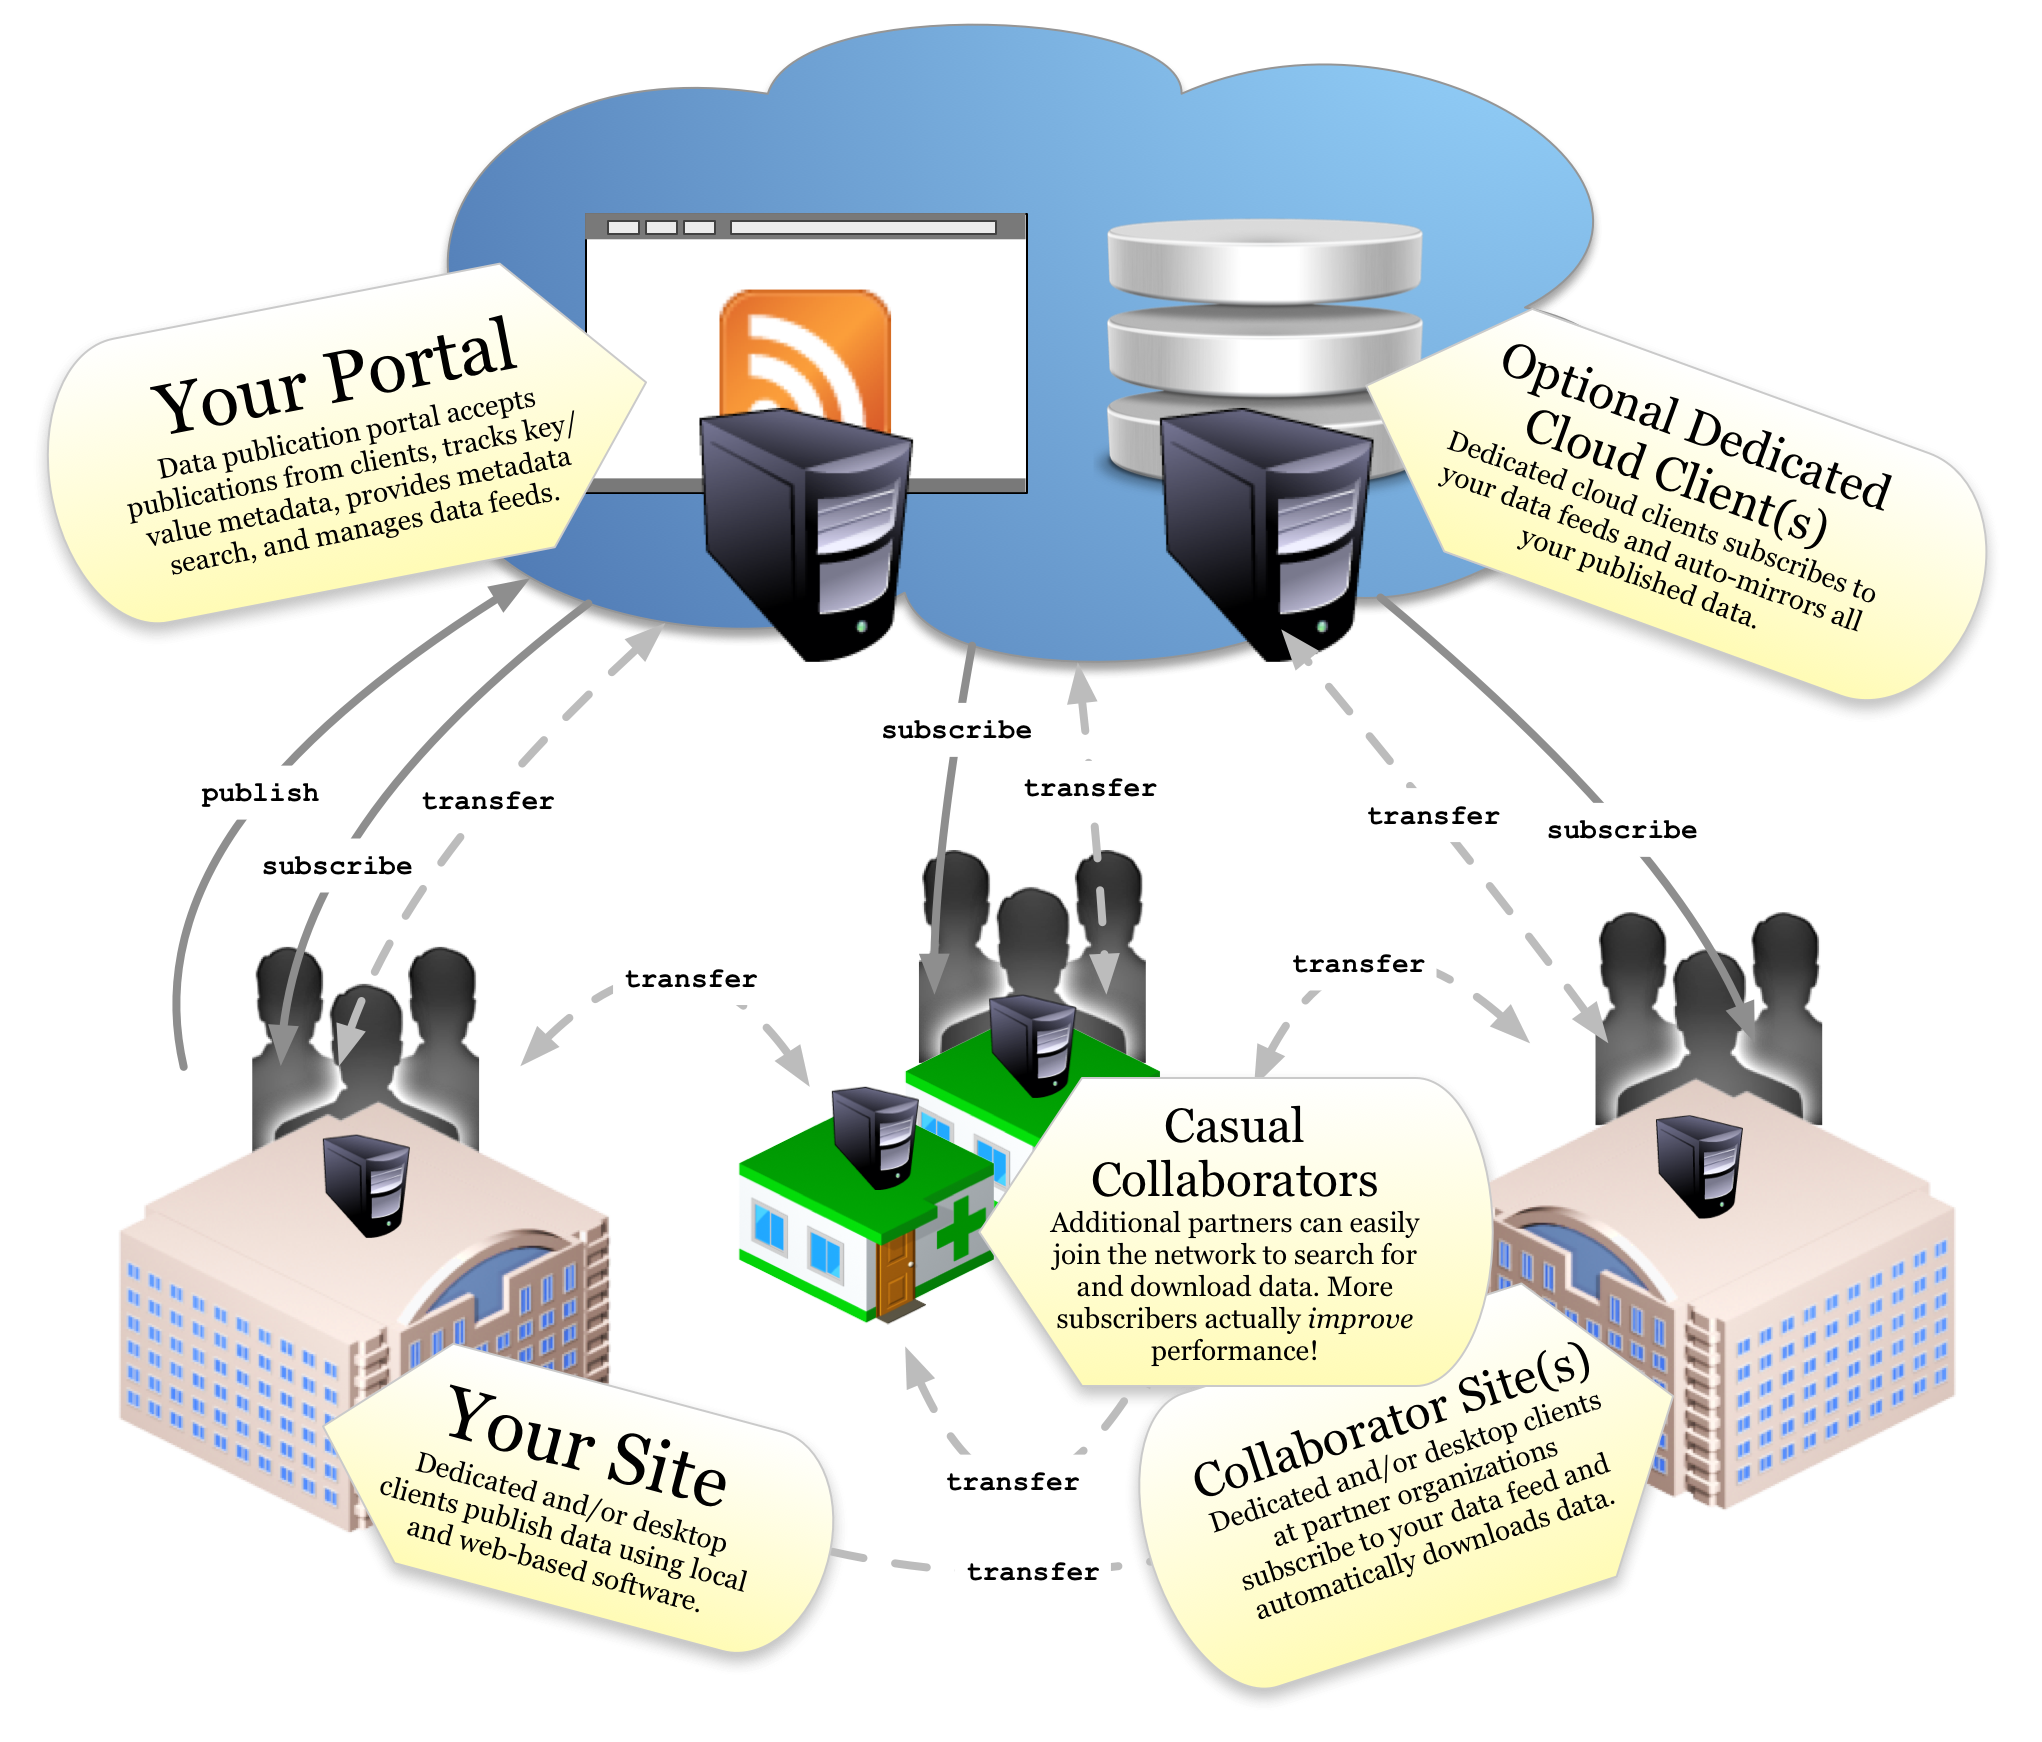 Your Portal
Data publication portal accepts
publications from clients, tracks key/
value metadata, provides metadata
search, and manages data feeds.
Optional Dedicated
Cloud Client(s)
Dedicated cloud clients subscribes to
your data feeds and auto-mirrors all
your published data.
publish
subscribe
transfer
subscribe
transfer
transfer
subscribe
transfer
transfer
Casual
Collaborators
Additional partners can easily
join the network to search for
and download data. More
subscribers actually improve
performance!
Your Site
Dedicated and/or desktop
clients publish data using local
and web-based software.
transfer
transfer
Collaborator Site(s)
Dedicated and/or desktop clients
at partner organizations
subscribe to your data feed and
automatically downloads data.